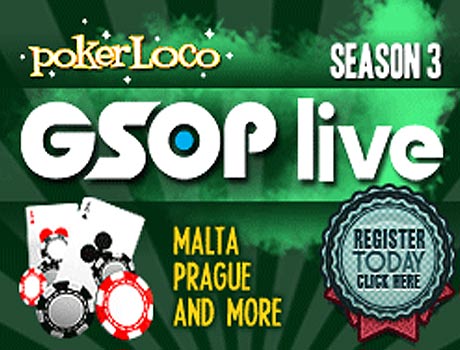 pokerLoco
SEASON 3
GSOP live
MALTA
PRAGUE
AND MORE
REGISTER
TODAY
CLICK HERE